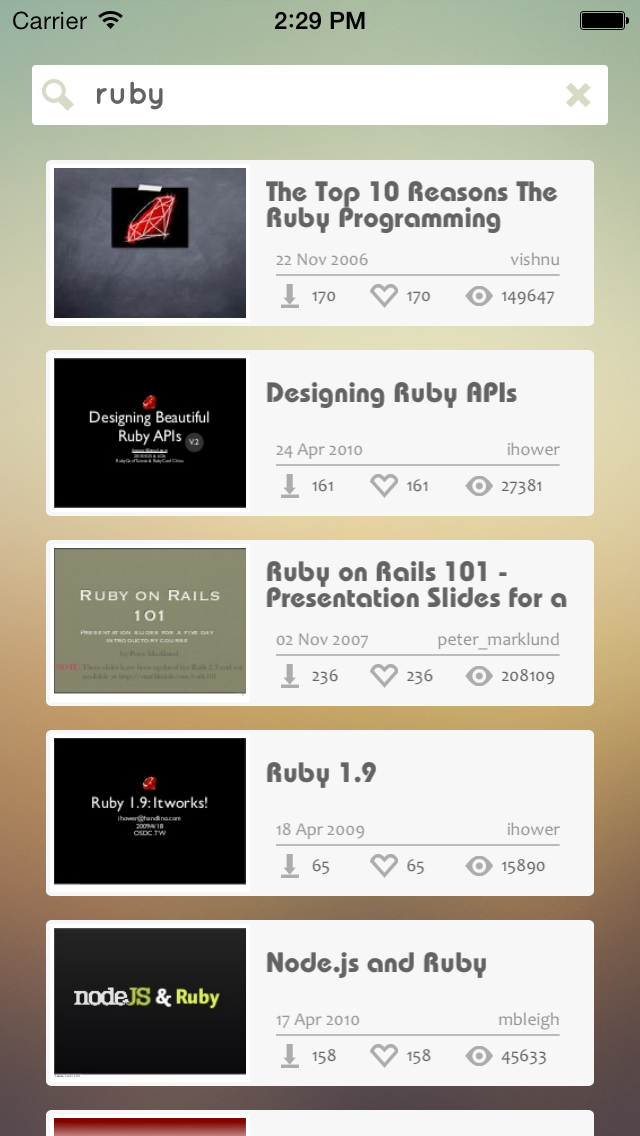 Carrier
2:29 PM
ruby
The Top 10 Reasons The
Ruby Programming
22 Nov 2006 vishnu
170 170 149647
Designing Beautiful
Ruby APIs v.2
Designing Ruby APIs
24 Apr 2010 ihower
161 161 27381
RUBY ON RAILS
101
PRESENTATION SLIDES FOR A FIVE DAY
INTRODUCTORY COURSE
by Peter Marklund
Ruby on Rails 101 -
Presentation Slides for a
02 Nov 2007 peter_marklund
236 236 208109
Ruby 1.9: It works!
ihower@handlino.com
2009/4/18
OSDC.TW
Ruby 1.9
18 Apr 2009 ihower
65 65 15890
nodeJS & Ruby
Node.js and Ruby
17 Apr 2010 mbleigh
158 158 45633